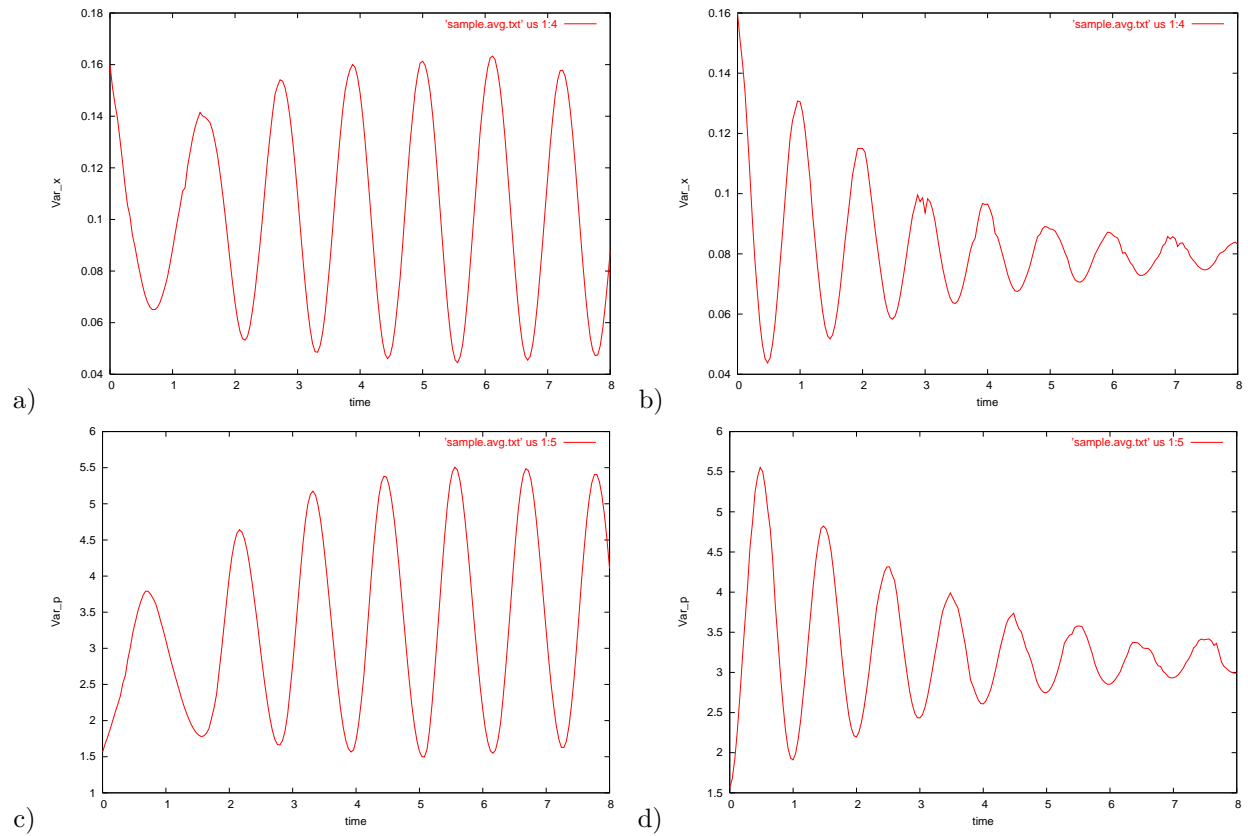 0.18
0.16
0.14
0.12
0.1
0.08
0.06
0.04
0 1 2 3 4 5 6 7 8
Var_x
time
'sample.avg.txt' us 1:4
a)
0.16
0.14
0.12
0.1
0.08
0.06
0.04
0 1 2 3 4 5 6 7 8
Var_x
time
'sample.avg.txt' us 1:4
b)
6
5.5
5
4.5
4
3.5
3
2.5
2
1.5
1
0 1 2 3 4 5 6 7 8
Var_p
time
'sample.avg.txt' us 1:5
c)
6
5.5
5
4.5
4
3.5
3
2.5
2
1.5
0 1 2 3 4 5 6 7 8
Var_p
time
'sample.avg.txt' us 1:5
d)